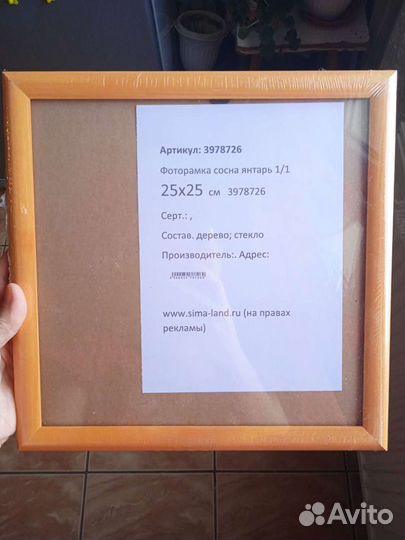 Артикул: 3978726
Фоторамка сосна янтарь 1/1
25x25 см 3978726
Серт.: ,
Состав. дерево; стекло
Производитель:. Адрес:
www.sima-land.ru (на правах
рекламы)
Avito